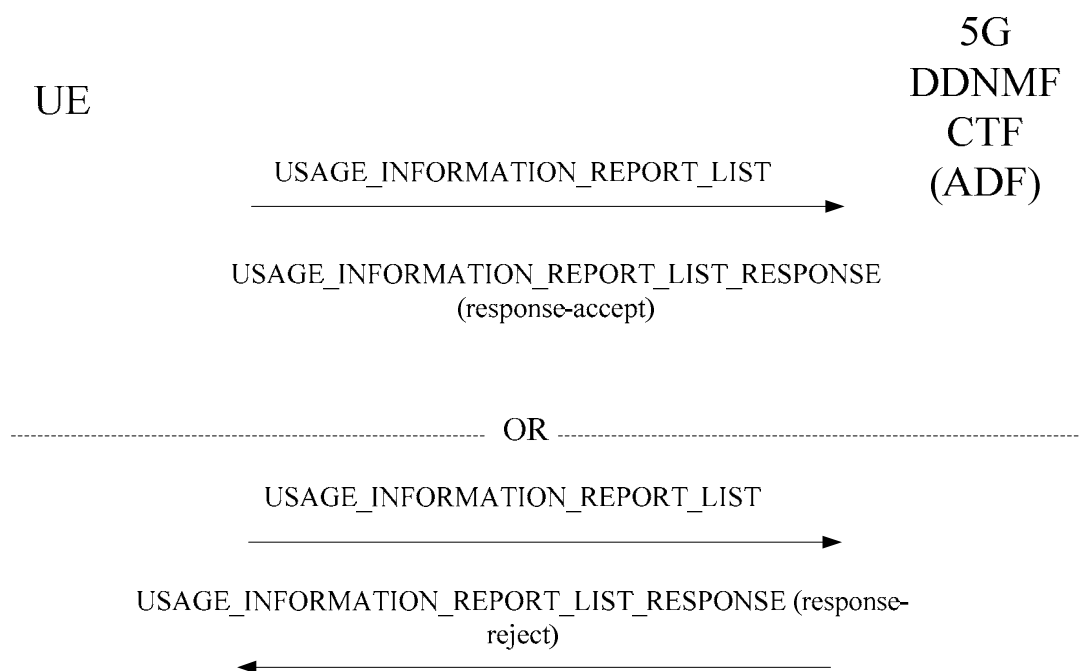 UE
5G
DDNMF
CTF
(ADF)
USAGE_INFORMATION_REPORT_LIST
USAGE_INFORMATION_REPORT_LIST_RESPONSE
(response-accept)
OR
USAGE_INFORMATION_REPORT_LIST
USAGE_INFORMATION_REPORT_LIST_RESPONSE (response-
reject)